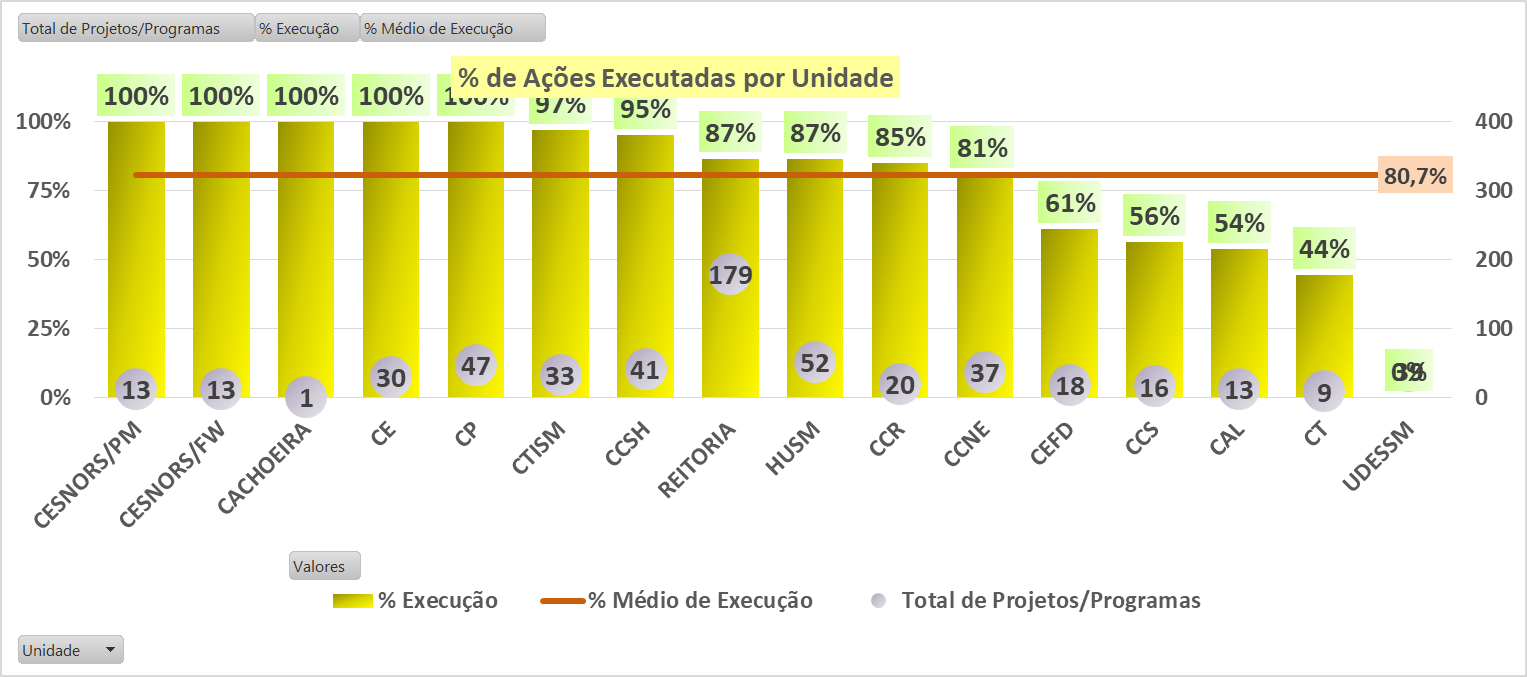 Total de Projetos/Programas % Execução % Médio de Execução
% de Ações Executadas por Unidade
100% 100% 100% 100% 100% 97% 95% 87% 87% 85% 81% 61% 56% 54% 44%
80,7%
100% 400
75% 300
50% 200
25% 100
0% 0
13 13 1 30 47 33 41 179 52 20 37 18 16 13 9
CESNORS/PM CESNORS/FW CACHOEIRA CE CP CTISM CCSH REITORIA HUSM CCR CCNE CEFD CCS CAL CT UDESSM
Valores
% Execução % Médio de Execução Total de Projetos/Programas
Unidade